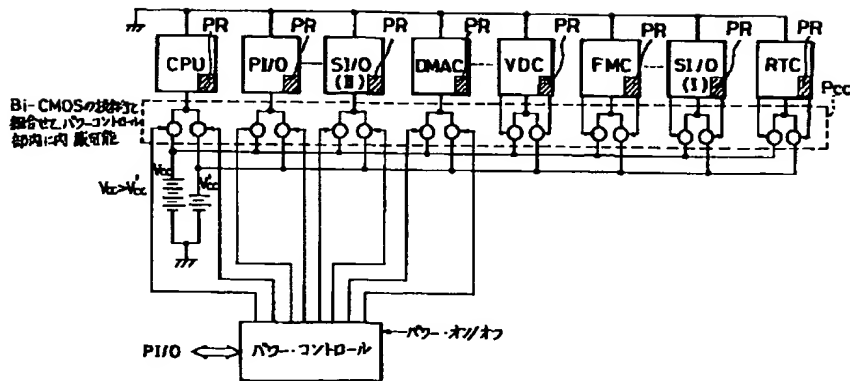 PR PR PR PR PR PR PR PR
CPU PI/O SI/O (II) DMAC VDC FMC SI/O (I) RTC
PCC
Bi-CMOSの技術で
組合せて、パワーコントロール
部内に内蔵可能
Vcc>V'cc Vcc V'cc
パワー・オン/オフ
PI/O パワー・コントロール